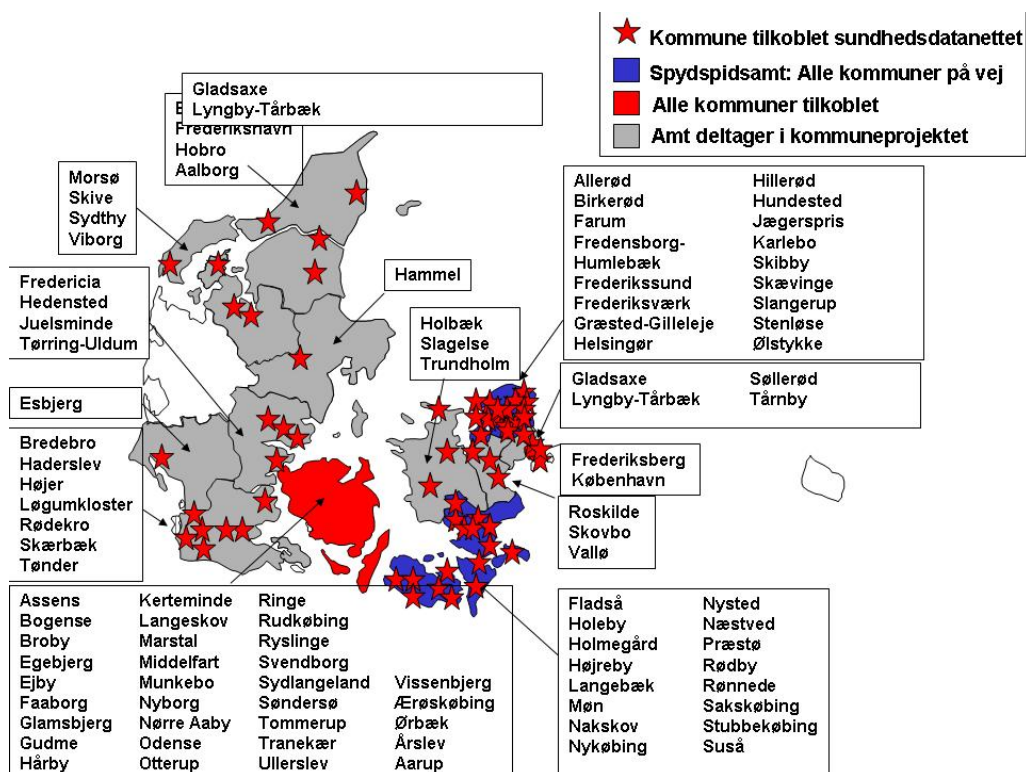 Kommune tilkoblet sundhedsdatanettet
Spydspidsamt: Alle kommuner på vej
Alle kommuner tilkoblet
Amt deltager i kommuneprojektet
Gladsaxe
Lyngby-Tårbæk
Frederikshavn
Hobro
Aalborg
Morsø
Skive
Sydthy
Viborg
Fredericia
Hedensted
Juelsminde
Tørring-Uldum
Hammel
Holbæk
Slagelse
Trundholm
Allerød
Birkerød
Farum
Fredensborg-
Humlebæk
Frederikssund
Frederiksværk
Græsted-Gilleleje
Helsingør
Hillerød
Hundested
Jægerspris
Karlebo
Skibby
Skævinge
Slangerup
Stenløse
Ølstykke
Gladsaxe
Lyngby-Tårbæk
Søllerød
Tårnby
Esbjerg
Bredebro
Haderslev
Højer
Løgumkloster
Rødekro
Skærbæk
Tønder
Frederiksberg
København
Roskilde
Skovbo
Vallø
Assens
Bogense
Broby
Egebjerg
Ejby
Faaborg
Glamsbjerg
Gudme
Hårby
Kerteminde
Langeskov
Marstal
Middelfart
Munkebo
Nyborg
Nørre Aaby
Odense
Otterup
Ringe
Rudkøbing
Ryslinge
Svendborg
Sydlangeland
Søndersø
Tommerup
Tranekær
Ullerslev
Vissenbjerg
Ærøskøbing
Ørbæk
Årslev
Aarup
Fladså
Holeby
Holmegård
Højreby
Langebæk
Møn
Nakskov
Nykøbing
Nysted
Næstved
Præstø
Rødby
Rønnede
Sakskøbing
Stubbekøbing
Suså